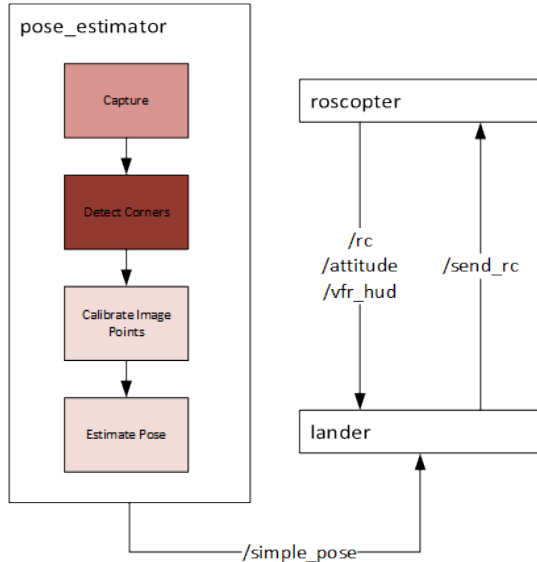 pose_estimator
Capture
Detect Corners
Calibrate Image
Points
Estimate Pose
roscopter
/rc
/attitude
/vfr_hud
/send_rc
lander
/simple_pose